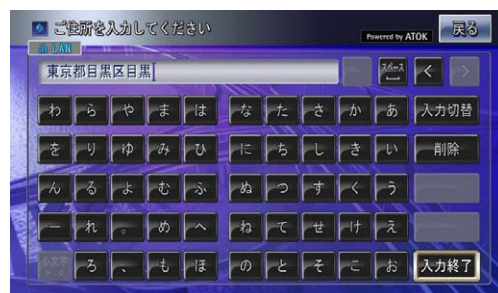 ご住所を入力してください
Powered by ATOK
戻る
LAN
東京都目黒区目黒
スペース
< >
わ ら や ま は な た さ か あ 入力切替
を り ゆ み ひ に ち し き い 削除
ん る よ む ふ ぬ つ す く う
ー れ 。 め へ ね て せ け え
小文字 ろ 、 も ほ の と そ こ お 入力終了